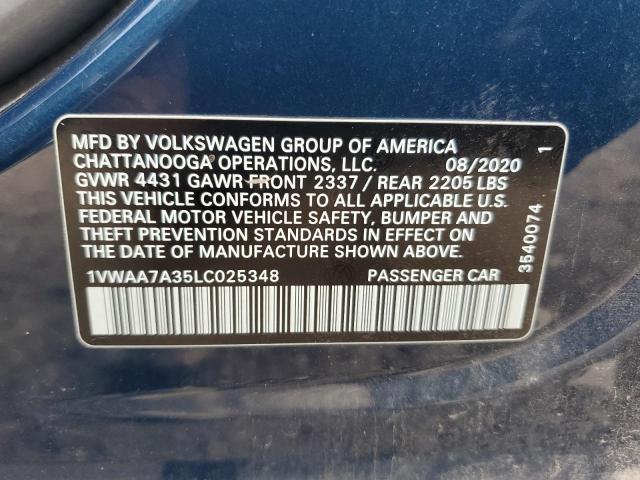 MFD BY VOLKSWAGEN GROUP OF AMERICA
CHATTANOOGA OPERATIONS, LLC. 08/2020
GVWR 4431 GAWR FRONT 2337 / REAR 2205 LBS
THIS VEHICLE CONFORMS TO ALL APPLICABLE U.S.
FEDERAL MOTOR VEHICLE SAFETY, BUMPER AND
THEFT PREVENTION STANDARDS IN EFFECT ON
THE DATE OF MANUFACTURE SHOWN ABOVE.
1VWAA7A35LC025348 PASSENGER CAR
3540074 1